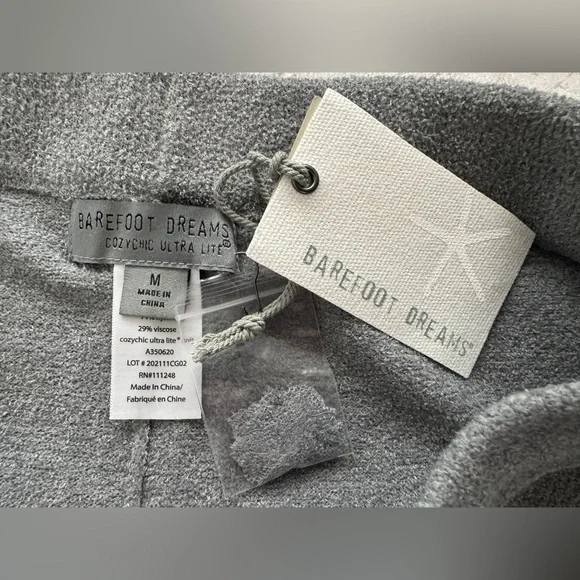 BAREFOOT DREAMS®
COZYCHIC ULTRA LITE®
M
MADE IN
CHINA
29% viscose
cozychic ultra lite®
A350620
LOT # 202111CG02
RN#111248
Made In China/
Fabriqué en Chine
BAREFOOT DREAMS®